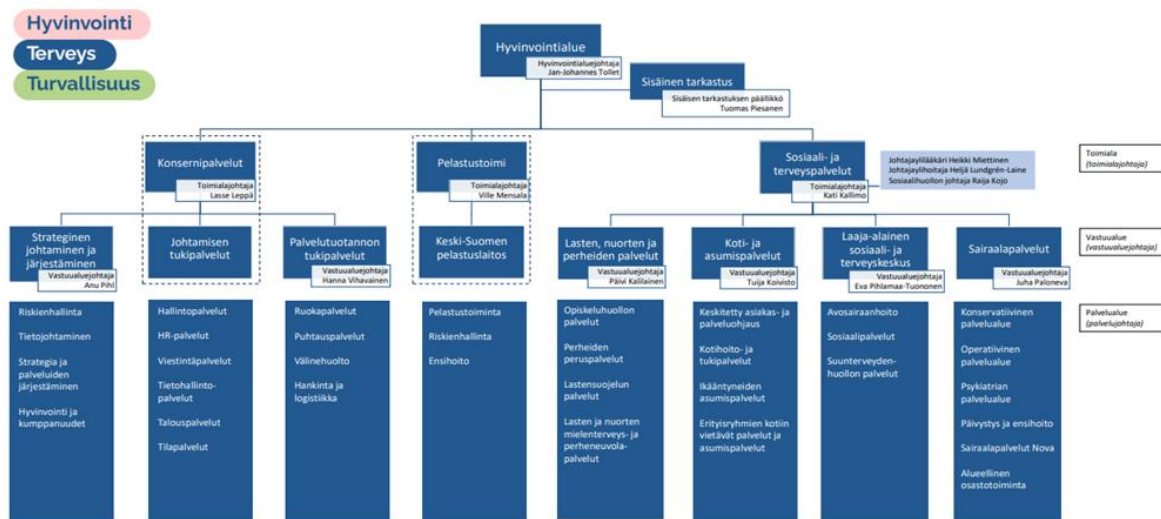 Hyvinvointi
Terveys
Turvallisuus
Hyvinvointialue
Hyvinvointialuejohtaja
Jan-Johannes Tollet
Sisäinen tarkastus
Sisäisen tarkastuksen päällikkö
Tuomas Piesanen
Konsernipalvelut
Toimialajohtaja
Lasse Leppä
Pelastustoimi
Toimialajohtaja
Ville Mensala
Sosiaali- ja
terveyspalvelut
Toimialajohtaja
Kati Kallimo
Johtajaylilääkäri Heikki Miettinen
Johtajaylihoitaja Heljä Lundgrén-Laine
Sosiaalihuollon johtaja Raija Kojo
Toimiala
(toimialajohtaja)
Strateginen
johtaminen ja
järjestäminen
Vastuualuejohtaja
Anu Pihl
Johtamisen
tukipalvelut
Palvelutuotannon
tukipalvelut
Vastuualuejohtaja
Hanna Vihavainen
Keski-Suomen
pelastuslaitos
Lasten, nuorten ja
perheiden palvelut
Vastuualuejohtaja
Päivi Kalilainen
Koti- ja
asumispalvelut
Vastuualuejohtaja
Tuija Koivisto
Laaja-alainen
sosiaali- ja
terveyskeskus
Vastuualuejohtaja
Eva Pihlamaa-Tuononen
Sairaalapalvelut
Vastuualuejohtaja
Juha Paloneva
Vastuualue
(vastuualuejohtaja)
Riskienhallinta
Tietojohtaminen
Strategia ja
palveluiden
järjestäminen
Hyvinvointi ja
kumppanuudet
Hallintopalvelut
HR-palvelut
Viestintäpalvelut
Tietohallinto-
palvelut
Talouspalvelut
Tilapalvelut
Ruokapalvelut
Puhtauspalvelut
Välinehuolto
Hankinta ja
logistiikka
Pelastustoiminta
Riskienhallinta
Ensihoito
Opiskeluhuollon
palvelut
Perheiden
peruspalvelut
Lastensuojelun
palvelut
Lasten ja nuorten
mielenterveys- ja
perheneuvola-
palvelut
Keskitetty asiakas- ja
palveluohjaus
Kotihoito- ja
tukipalvelut
Ikääntyneiden
asumispalvelut
Erityisryhmien kotiin
vietävät palvelut ja
asumispalvelut
Avosairaanhoito
Sosiaalipalvelut
Suunterveyden-
huollon palvelut
Konservatiivinen
palvelualue
Operatiivinen
palvelualue
Psykiatrian
palvelualue
Päivystys ja ensihoito
Sairaalapalvelut Nova
Alueellinen
osastotoiminta
Palvelualue
(palvelujohtaja)